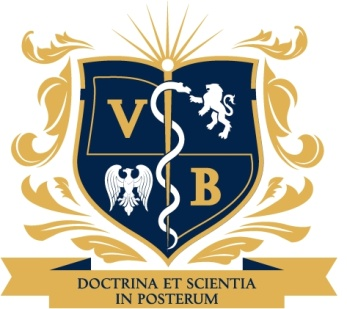 V
B
DOCTRINA ET SCIENTIA
IN POSTERUM